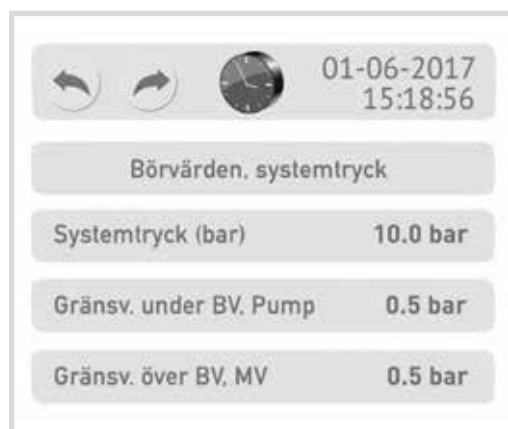 01-06-2017
15:18:56
Börvärden, systemtryck
Systemtryck (bar) 10.0 bar
Gränsv. under BV, Pump 0.5 bar
Gränsv. över BV, MV 0.5 bar